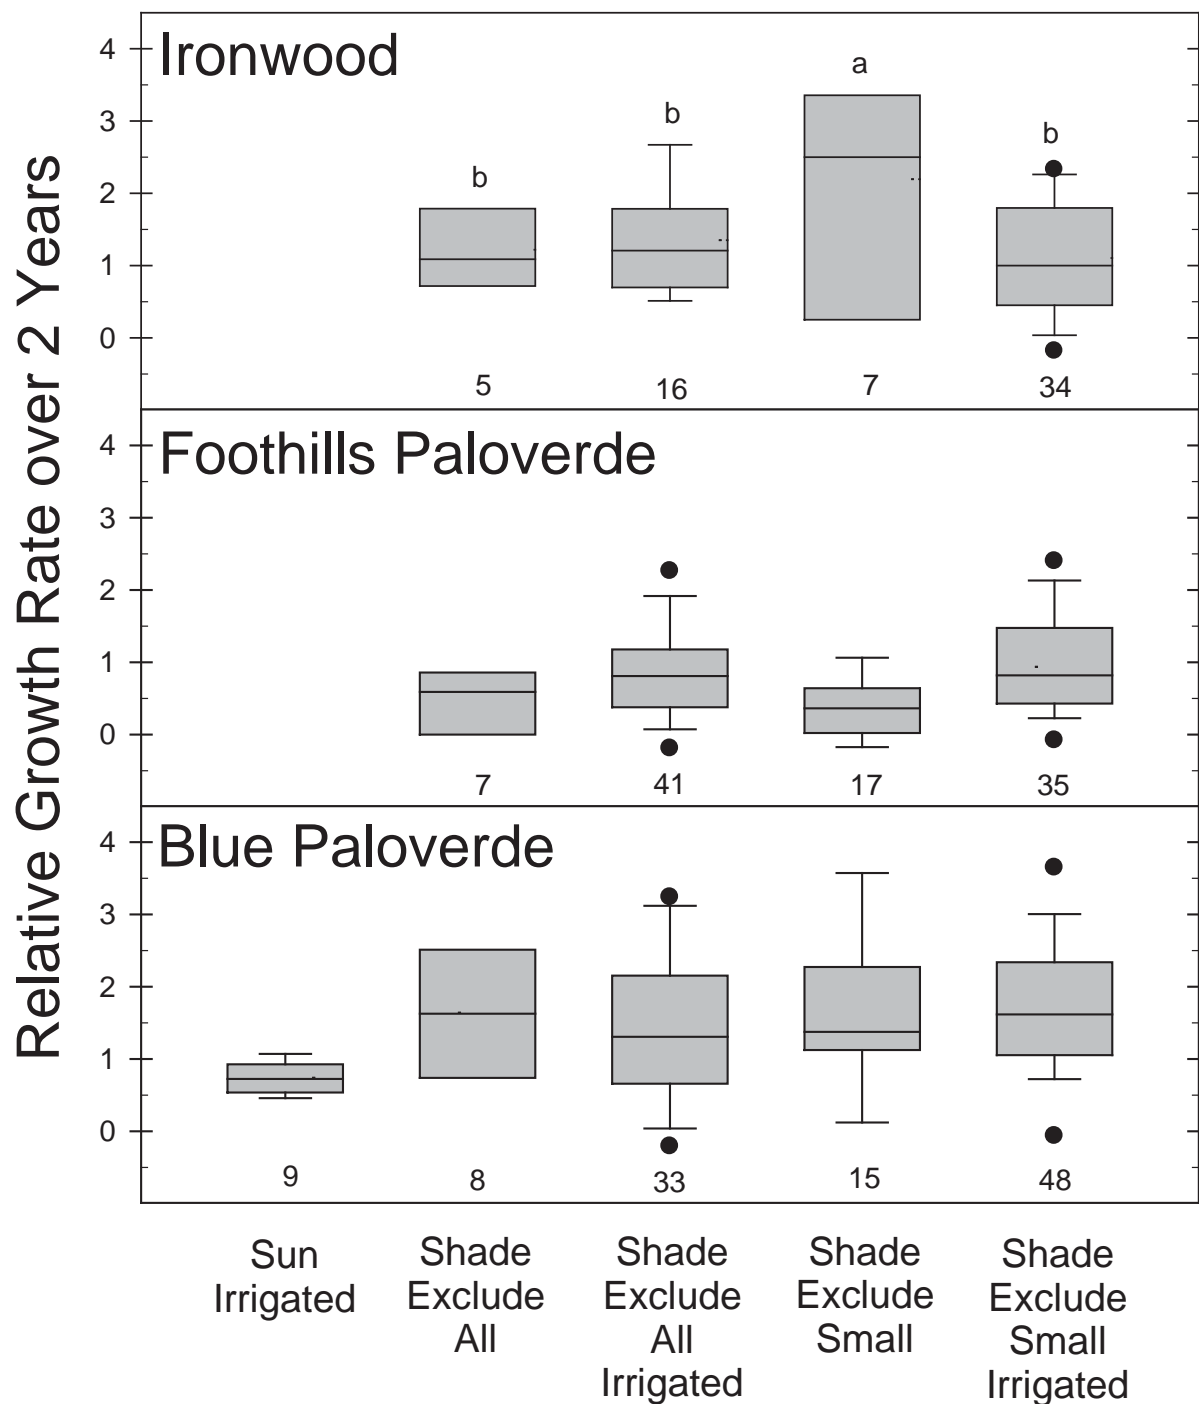 Relative Growth Rate over 2 Years
Ironwood
4
3
2
1
0
b
b
a
b
5
16
7
34
Foothills Paloverde
4
3
2
1
0
7
41
17
35
Blue Paloverde
4
3
2
1
0
9
8
33
15
48
Sun
Irrigated
Shade
Exclude
All
Shade
Exclude
All
Irrigated
Shade
Exclude
Small
Shade
Exclude
Small
Irrigated